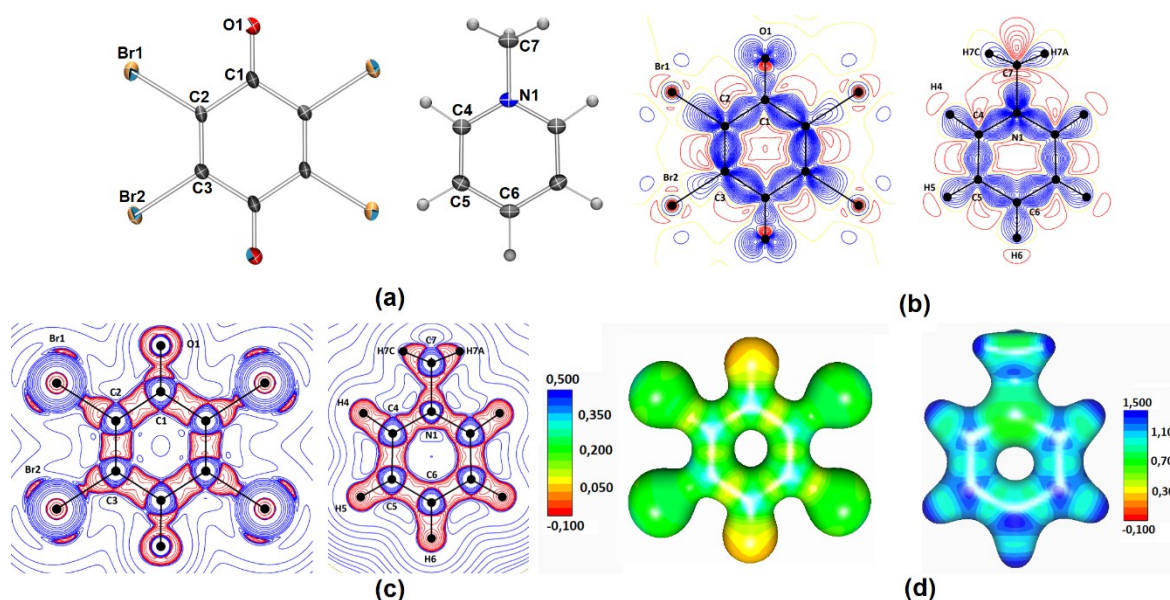 O1
C7
Br1
C1
N1
C2
C4
C6
C3
C5
Br2
(a)
O1
Br1
C2
C1
Br2
C3
H7C
H7A
C7
H4
C4
N1
H5
C5
C6
H6
(b)
Br1
O1
C2
C1
Br2
C3
C7
H7C
H7A
H4
C4
N1
C6
H5
C5
H6
(c)
0,500
0,350
0,200
0,050
-0,100
1,500
1,10
0,70
0,30
-0,100
(d)